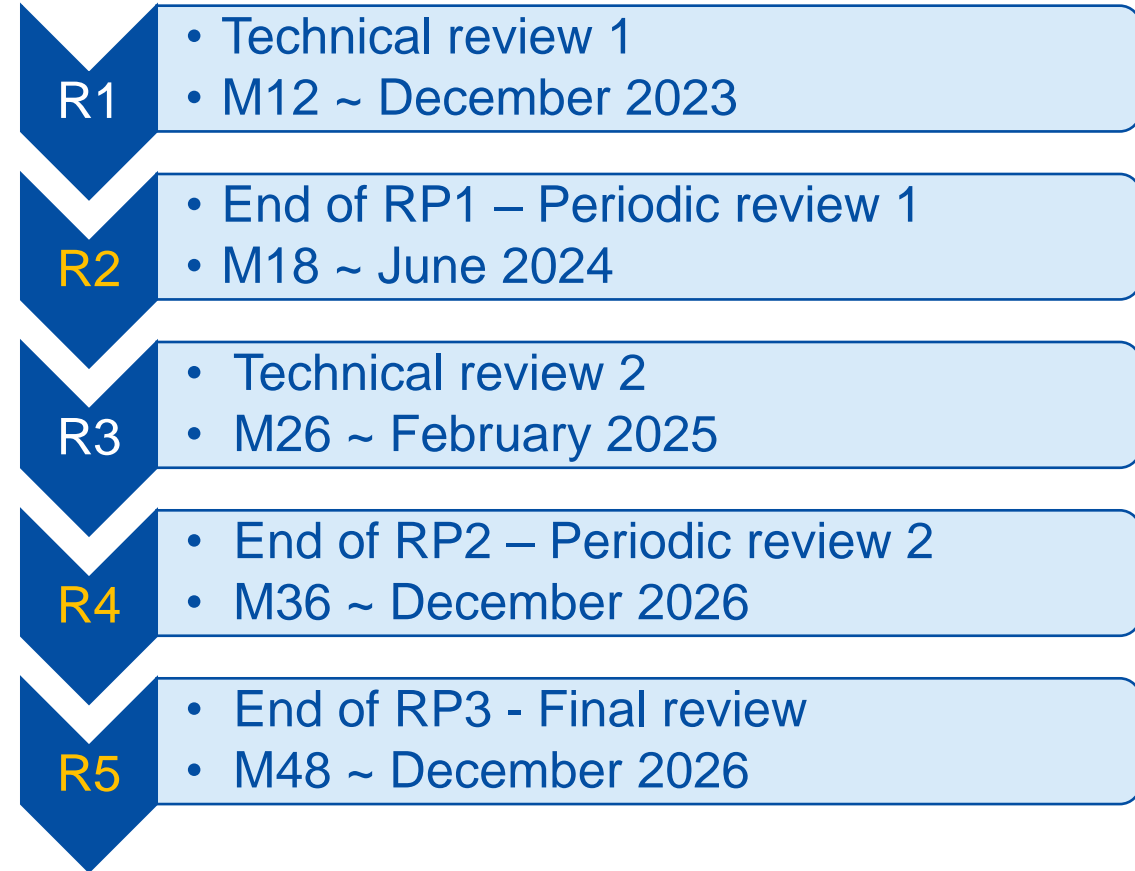 R1
• Technical review 1
• M12 ~ December 2023
R2
• End of RP1 – Periodic review 1
• M18 ~ June 2024
R3
• Technical review 2
• M26 ~ February 2025
R4
• End of RP2 – Periodic review 2
• M36 ~ December 2026
R5
• End of RP3 - Final review
• M48 ~ December 2026